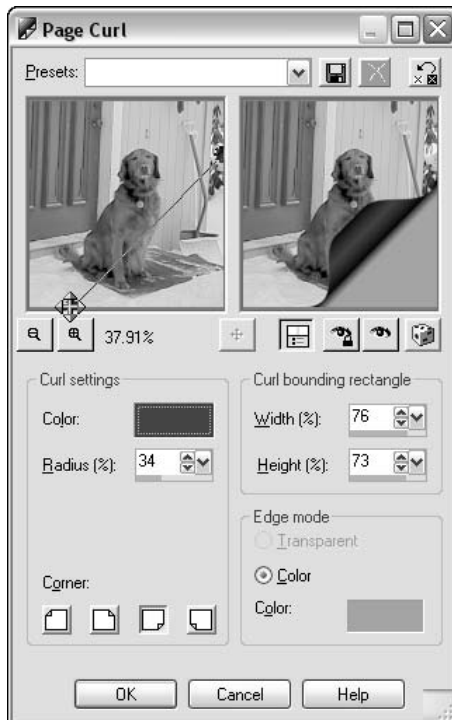 Page Curl
Presets:
37.91%
Curl settings
Color:
Radius (%): 34
Corner:
Curl bounding rectangle
Width (%): 76
Height (%): 73
Edge mode
Transparent
Color
Color:
OK Cancel Help